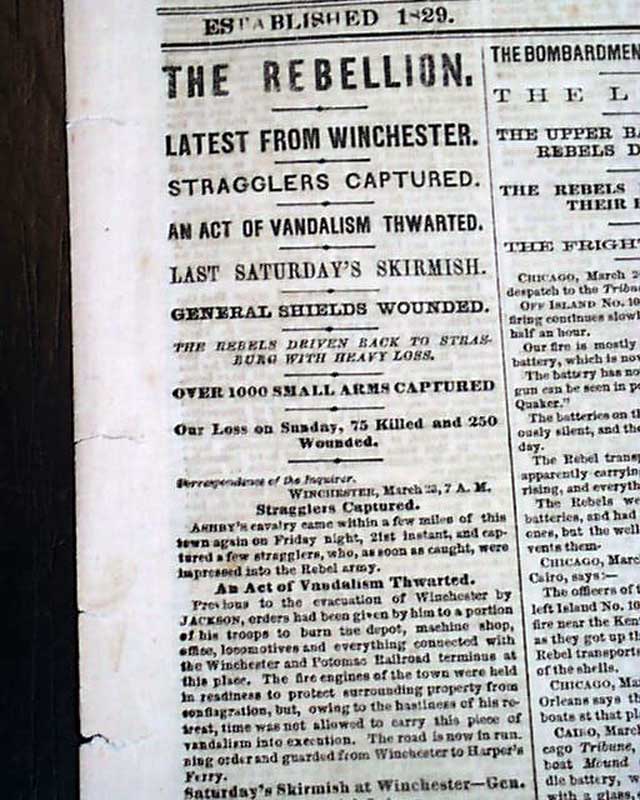 ESTABLISHED 1829.
THE REBELLION.
LATEST FROM WINCHESTER.
STRAGGLERS CAPTURED.
AN ACT OF VANDALISM THWARTED.
LAST SATURDAY'S SKIRMISH.
GENERAL SHIELDS WOUNDED.
THE REBELS DRIVEN BACK TO STRAS-
BURG WITH HEAVY LOSS.
OVER 1000 SMALL ARMS CAPTURED
Our Loss on Sunday, 75 Killed and 250
Wounded.
Correspondence of the Inquirer.
WINCHESTER, March 23, 7 A. M.
Stragglers Captured.
ASHBY'S cavalry came within a few miles of this
town again on Friday night, 21st instant, and cap-
tured a few stragglers, who, as soon as caught, were
impressed into the Rebel army.
An Act of Vandalism Thwarted.
Previous to the evacuation of Winchester by
JACKSON, orders had been given by him to a portion
of his troops to burn the depot, machine shop,
office, locomotives and everything connected with
the Winchester and Potomac Railroad terminus at
this place. The fire engines of the town were held
in readiness to protect surrounding property from
conflagration, but, owing to the hastiness of his re-
treat, time was not allowed to carry this piece of
vandalism into execution. The road is now in run-
ning order and guarded from Winchester to Harper's
Ferry.
Saturday's Skirmish at Winchester—Gen.
THE BOMBARDMEN
THE L
THE UPPER BA
REBELS D
THE REBELS
THEIR
THE FRIGHT
CHICAGO, March 2
despatch to the Tribu
OFF ISLAND NO. 10
firing continues slowl
half an hour.
Our fire is mostly
battery, which is now
The battery has no
gun can be seen in po
Quaker."
The batteries on th
ously silent, and the
day.
The Rebel transp
apparently carrying
rising, and everyth
The Rebels we
batteries, and had
ones, but the well
vents them-
CHICAGO, Marc
Cairo, says:—
The officers of t
left Island No. 10
fire near the Ken
as they got up th
Rebel transports
of the shells.
CHICAGO, Ma
Orleans says th
boats at that pl
CAIRO, March
cago Tribune,
boat Mound
dle battery, w
with a glass,